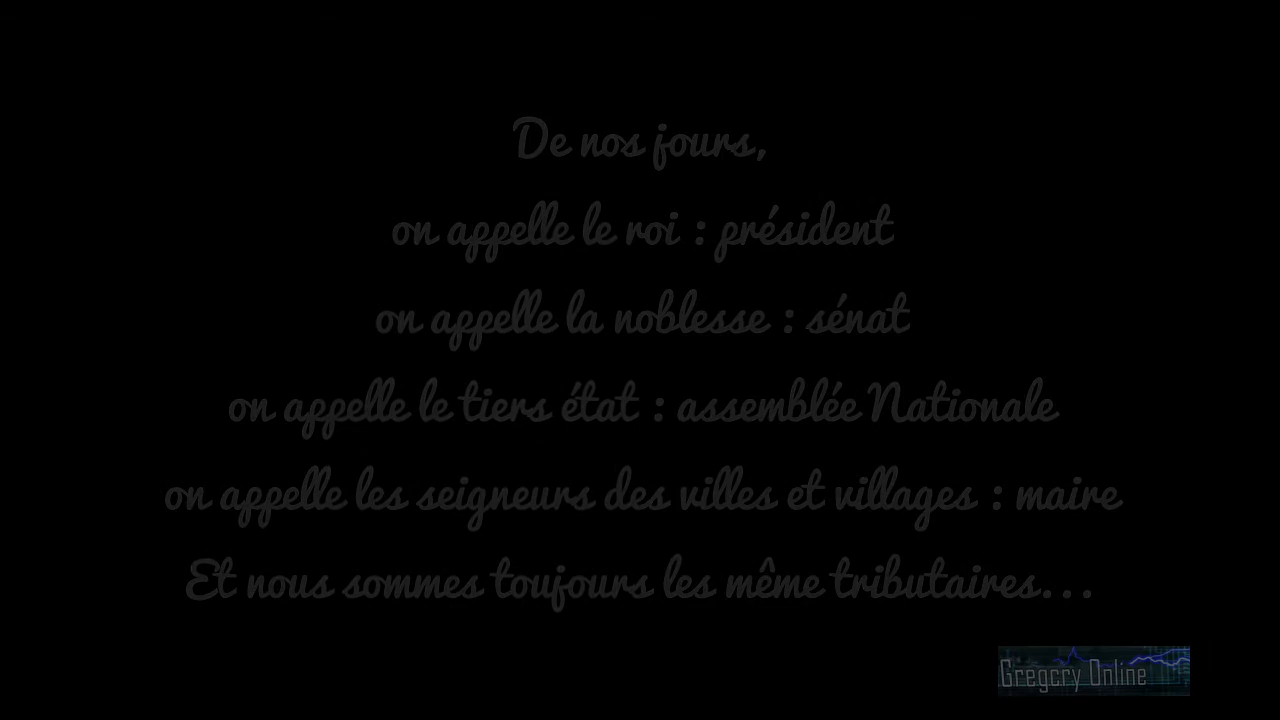 De nos jours,
on appelle le roi : président
on appelle la noblesse : sénat
on appelle le tiers état : assemblée Nationale
on appelle les seigneurs des villes et villages : maire
Et nous sommes toujours les même tributaires...
Gregory Online